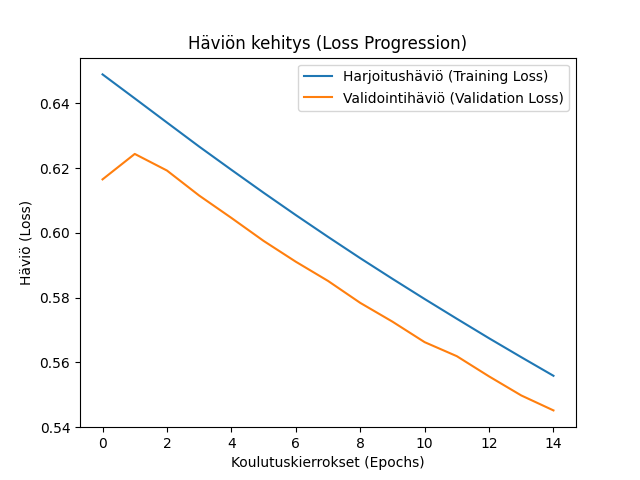 Häviön kehitys (Loss Progression)
Harjoitushäviö (Training Loss)
Validointihäviö (Validation Loss)
Häviö (Loss)
0.64
0.62
0.60
0.58
0.56
0.54
0 2 4 6 8 10 12 14
Koulutuskierrokset (Epochs)